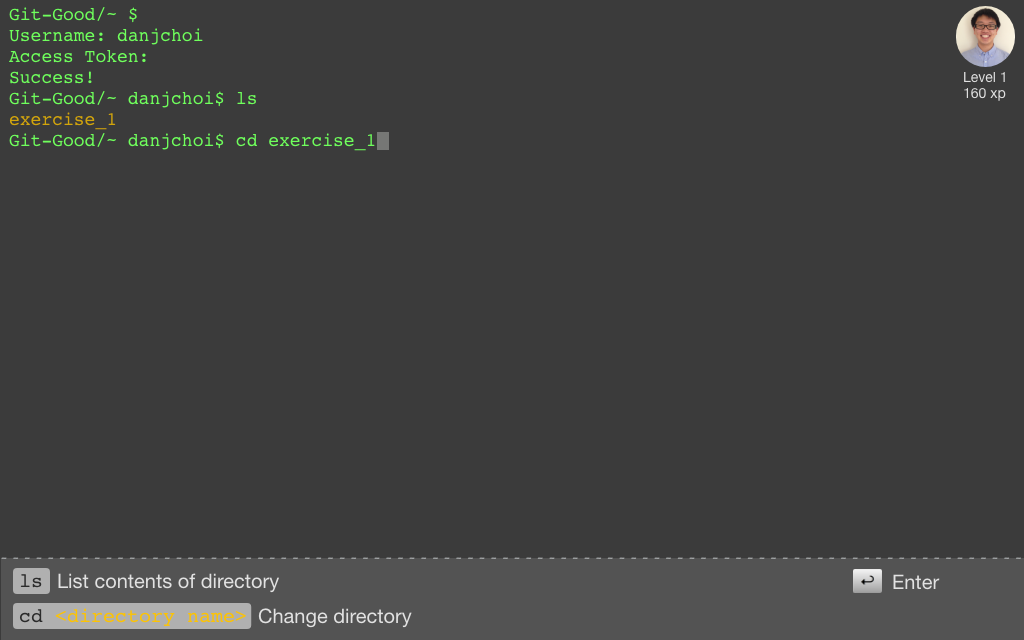 Git-Good/~ $
Username: danjchoi
Access Token:
Success!
Git-Good/~ danjchoi$ ls
exercise_1
Git-Good/~ danjchoi$ cd exercise_1
Level 1
160 xp
ls List contents of directory
Enter
cd <directory name> Change directory